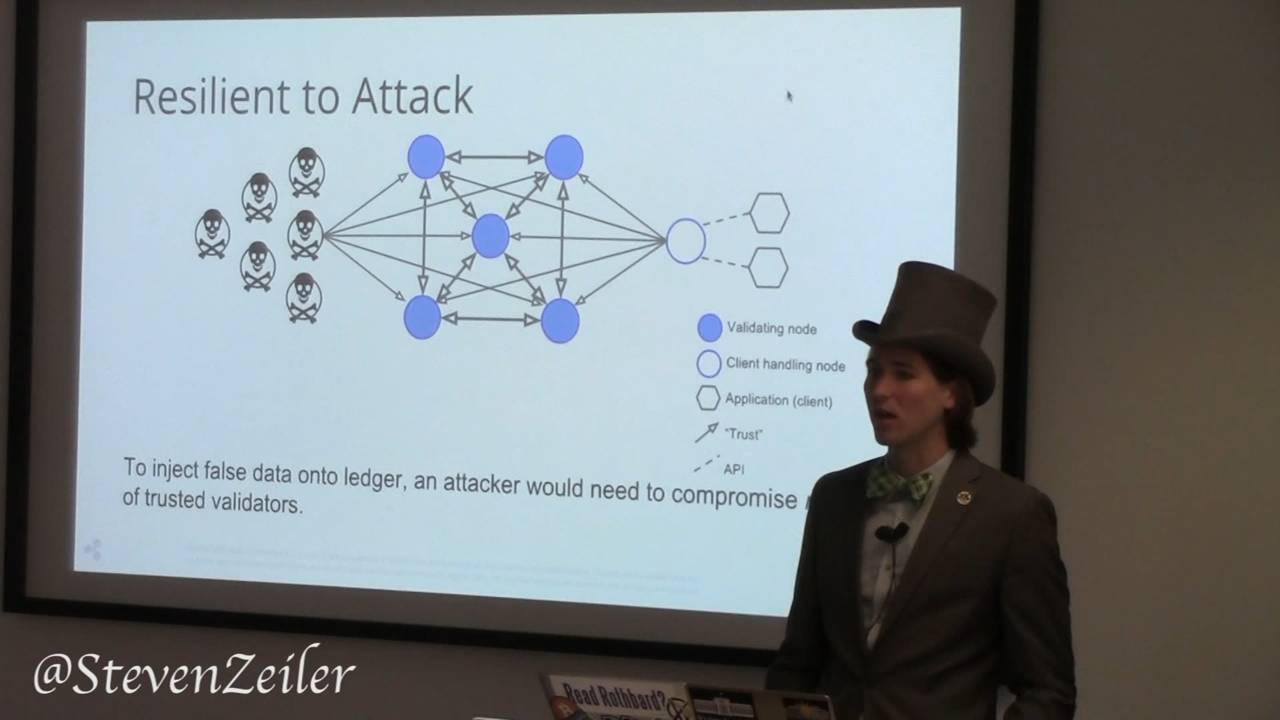 Resilient to Attack
Validating node
Client handling node
Application (client)
"Trust"
API
To inject false data onto ledger, an attacker would need to compromise
of trusted validators.
@StevenZeiler
Read Rothbard?